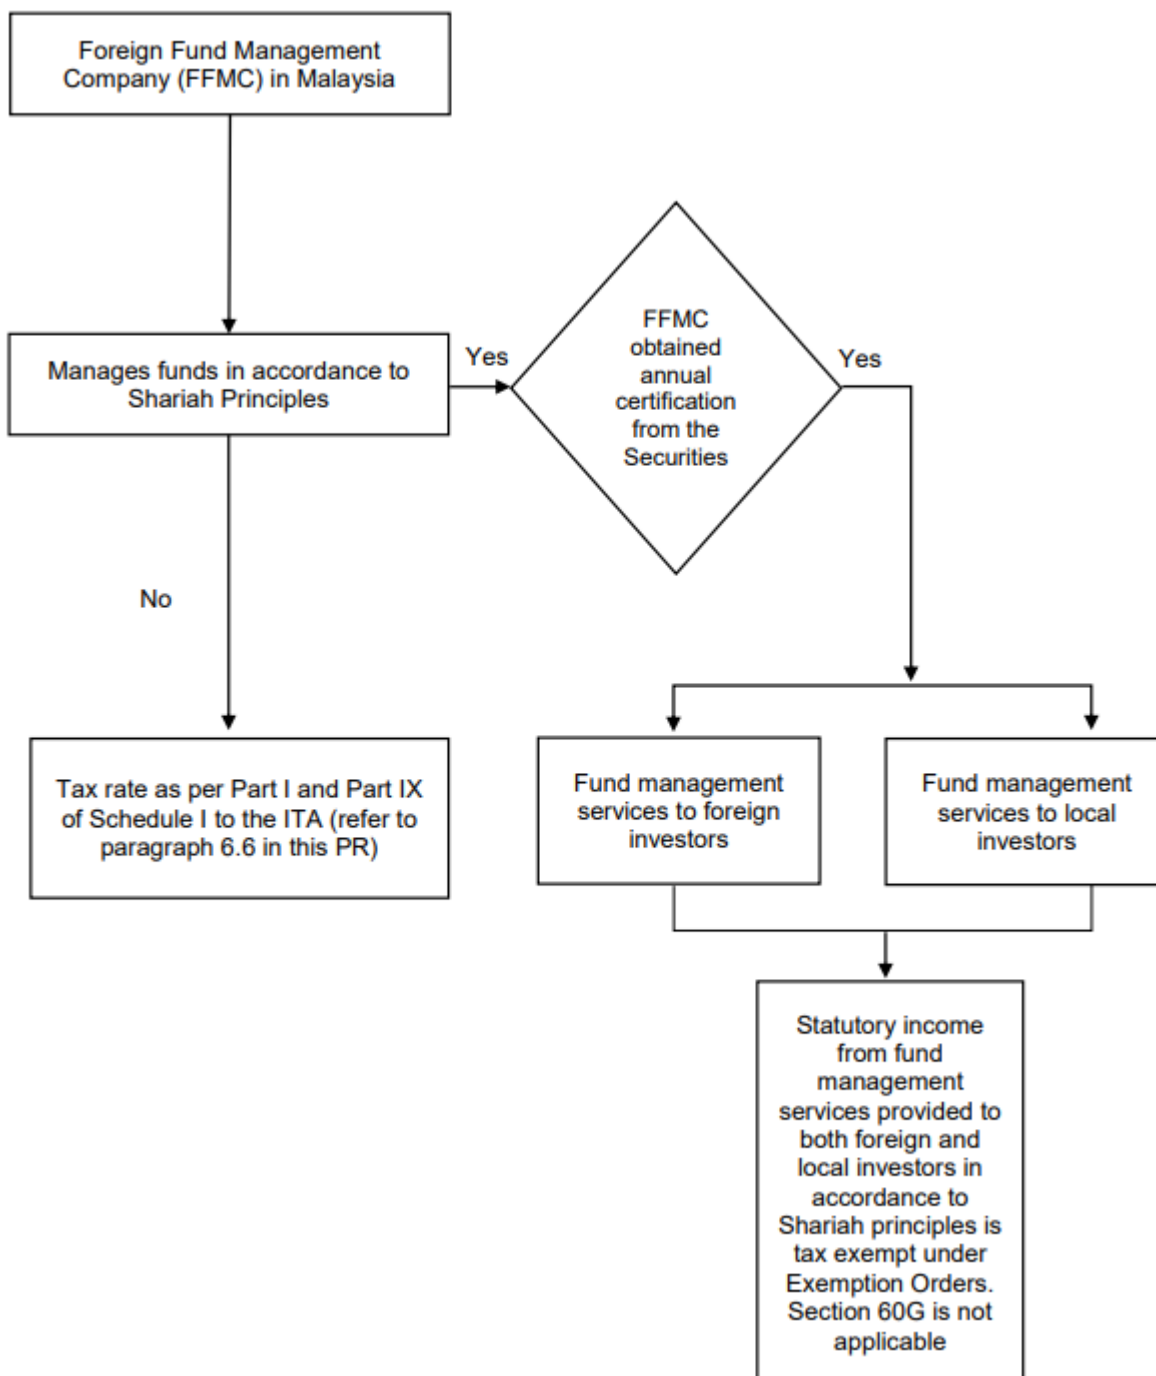 Foreign Fund Management
Company (FFMC) in Malaysia
Manages funds in accordance to
Shariah Principles
Yes
FFMC
obtained
annual
certification
from the
Securities
Yes
No
Tax rate as per Part I and Part IX
of Schedule I to the ITA (refer to
paragraph 6.6 in this PR)
Fund management
services to foreign
investors
Fund management
services to local
investors
Statutory income
from fund
management
services provided to
both foreign and
local investors in
accordance to
Shariah principles is
tax exempt under
Exemption Orders.
Section 60G is not
applicable